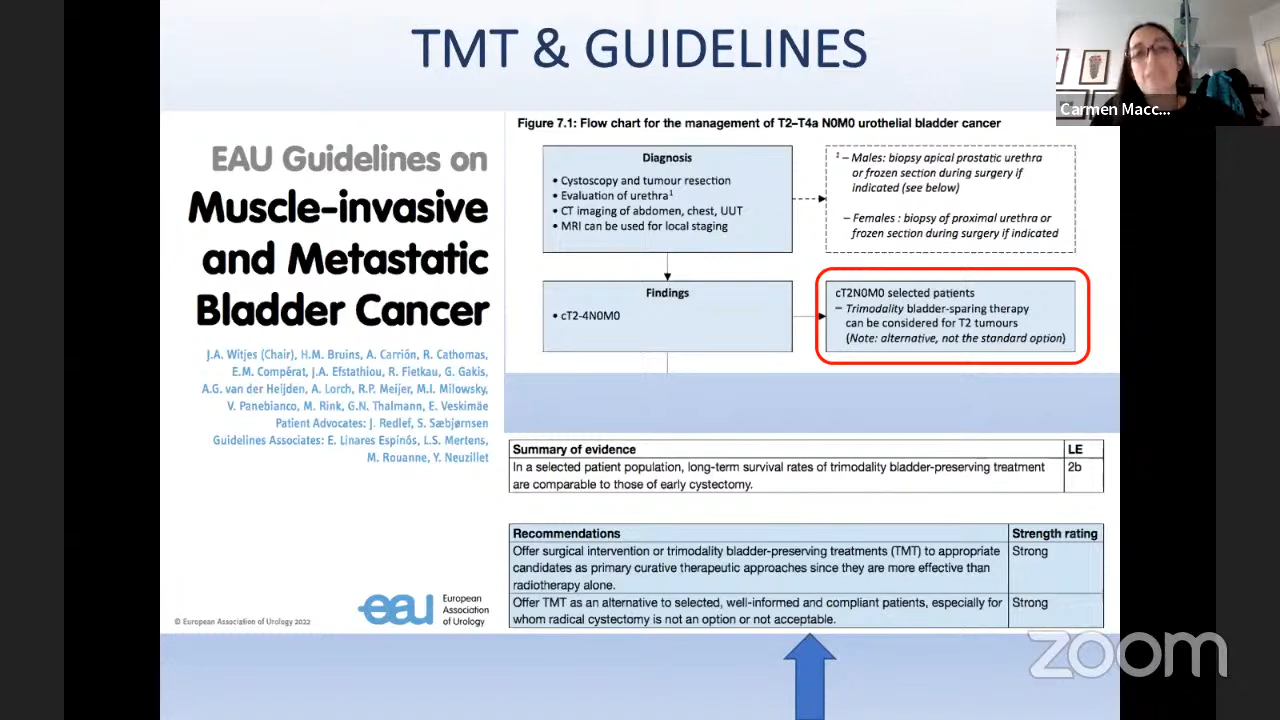 TMT & GUIDELINES
Carmen Macc...
EAU Guidelines on
Muscle-invasive
and Metastatic
Bladder Cancer
J.A. Witjes (Chair), H.M. Bruins, A. Carrión, R. Cathomas,
E.M. Compérat, J.A. Efstathiou, R. Fietkau, G. Gakis,
A.G. van der Heijden, A. Lorch, R.P. Meijer, M.I. Milowsky,
V. Panebianco, M. Rink, G.N. Thalmann, E. Veskimäe
Patient Advocates: J. Redlef, S. Sæbjørnsen
Guidelines Associates: E. Linares Espinós, L.S. Mertens,
M. Rouanne, Y. Neuzillet
© European Association of Urology 2022
eau
European
Association
of Urology
Figure 7.1: Flow chart for the management of T2–T4a N0M0 urothelial bladder cancer
Diagnosis
• Cystoscopy and tumour resection
• Evaluation of urethra¹
• CT imaging of abdomen, chest, UUT
• MRI can be used for local staging
¹ – Males: biopsy apical prostatic urethra
or frozen section during surgery if
indicated (see below)
– Females : biopsy of proximal urethra or
frozen section during surgery if indicated
Findings
• cT2-4N0M0
cT2N0M0 selected patients
– Trimodality bladder-sparing therapy
can be considered for T2 tumours
(Note: alternative, not the standard option)
Summary of evidence LE
In a selected patient population, long-term survival rates of trimodality bladder-preserving treatment 2b
are comparable to those of early cystectomy.
Recommendations Strength rating
Offer surgical intervention or trimodality bladder-preserving treatments (TMT) to appropriate Strong
candidates as primary curative therapeutic approaches since they are more effective than
radiotherapy alone.
Offer TMT as an alternative to selected, well-informed and compliant patients, especially for Strong
whom radical cystectomy is not an option or not acceptable.
zoom